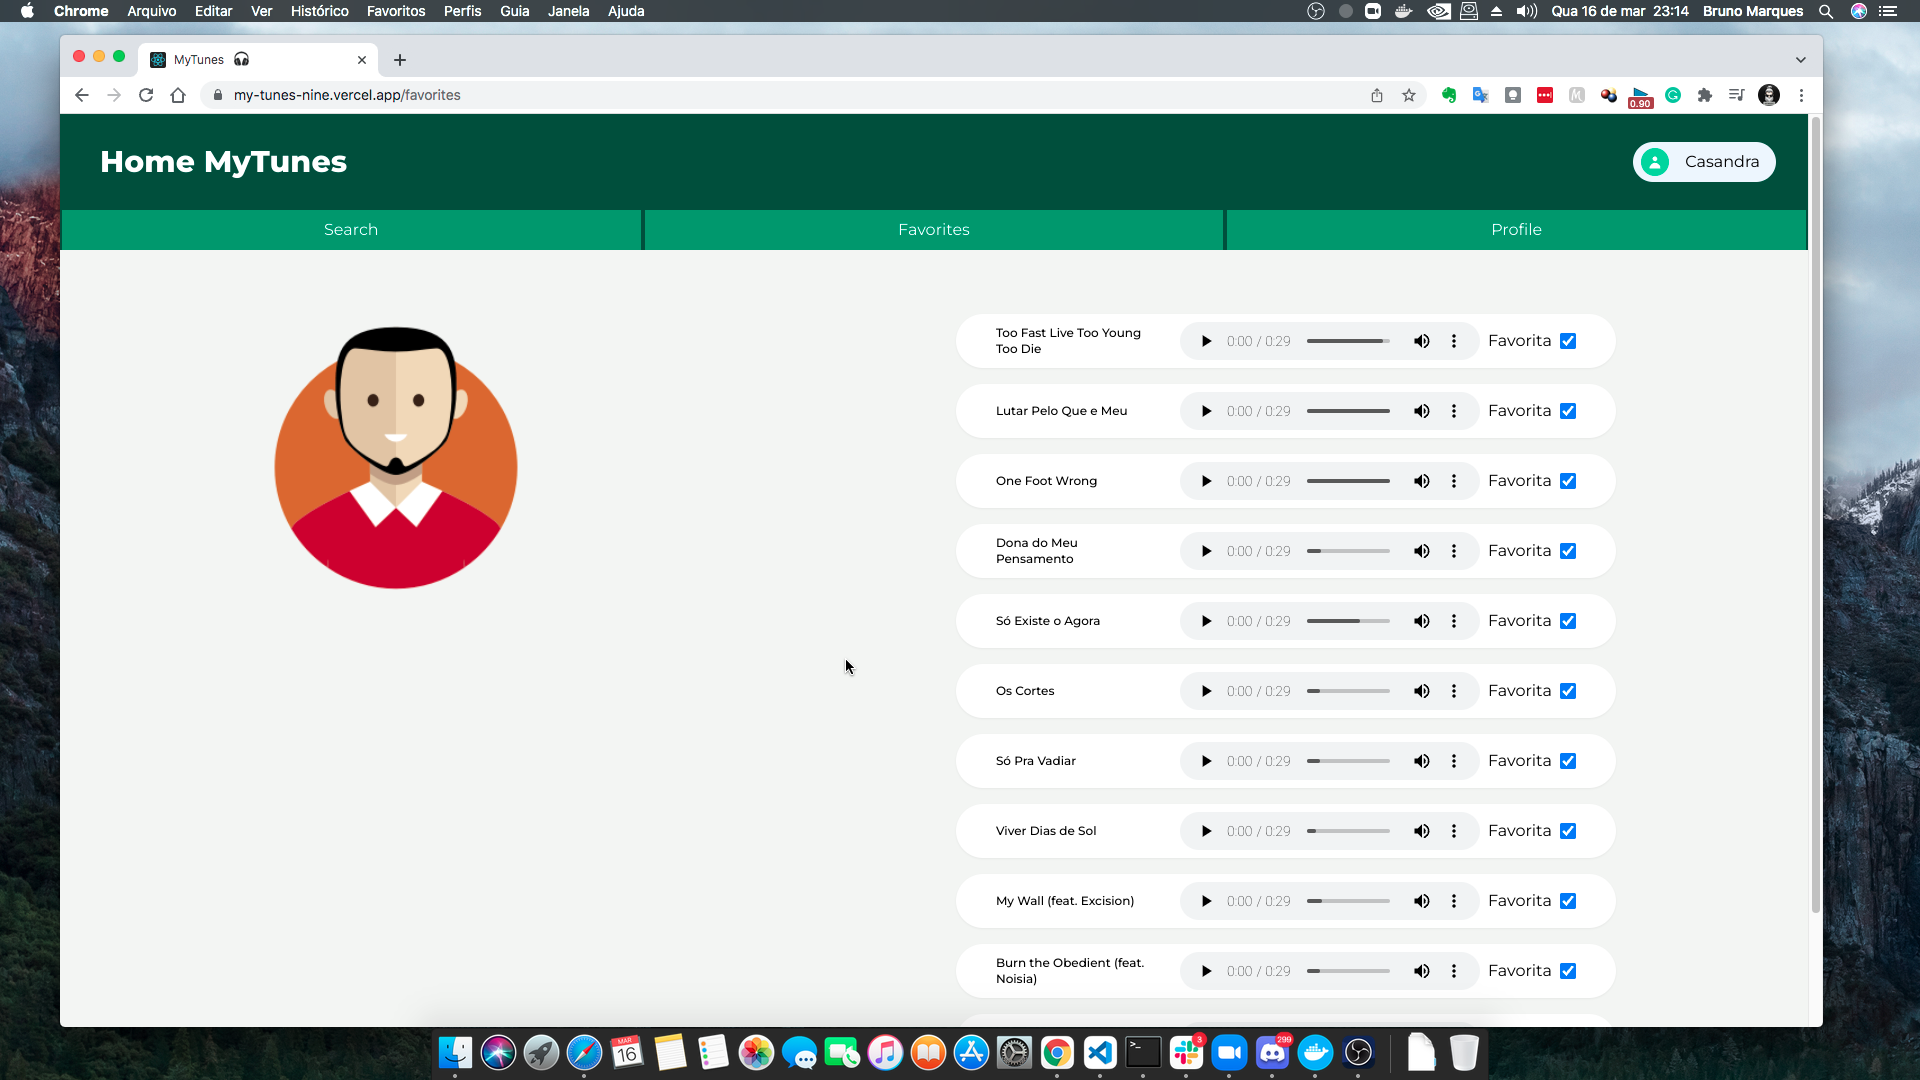 Chrome Arquivo Editar Ver Histórico Favoritos Perfis Guia Janela Ajuda Qua 16 de mar 23:14 Bruno Marques
MyTunes
my-tunes-nine.vercel.app/favorites
0.90
Home MyTunes
Casandra
Search Favorites Profile
Too Fast Live Too Young
Too Die
0:00 / 0:29 Favorita
Lutar Pelo Que e Meu 0:00 / 0:29 Favorita
One Foot Wrong 0:00 / 0:29 Favorita
Dona do Meu
Pensamento
0:00 / 0:29 Favorita
Só Existe o Agora 0:00 / 0:29 Favorita
Os Cortes 0:00 / 0:29 Favorita
Só Pra Vadiar 0:00 / 0:29 Favorita
Viver Dias de Sol 0:00 / 0:29 Favorita
My Wall (feat. Excision) 0:00 / 0:29 Favorita
Burn the Obedient (feat.
Noisia)
0:00 / 0:29 Favorita
MAR
16
3
299